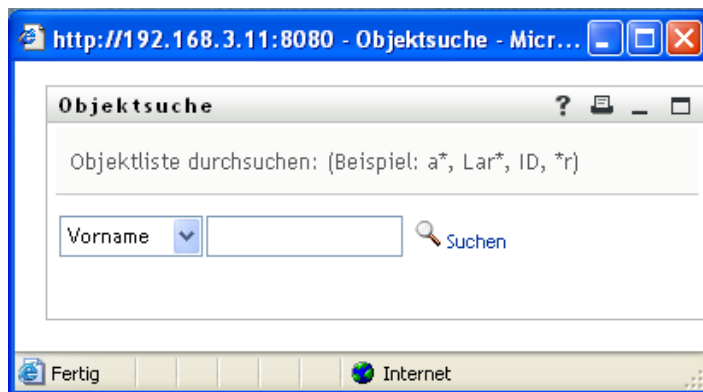 http://192.168.3.11:8080 - Objektsuche - Micr...
Objektsuche ?
Objektliste durchsuchen: (Beispiel: a*, Lar*, ID, *r)
Vorname Suchen
Fertig Internet